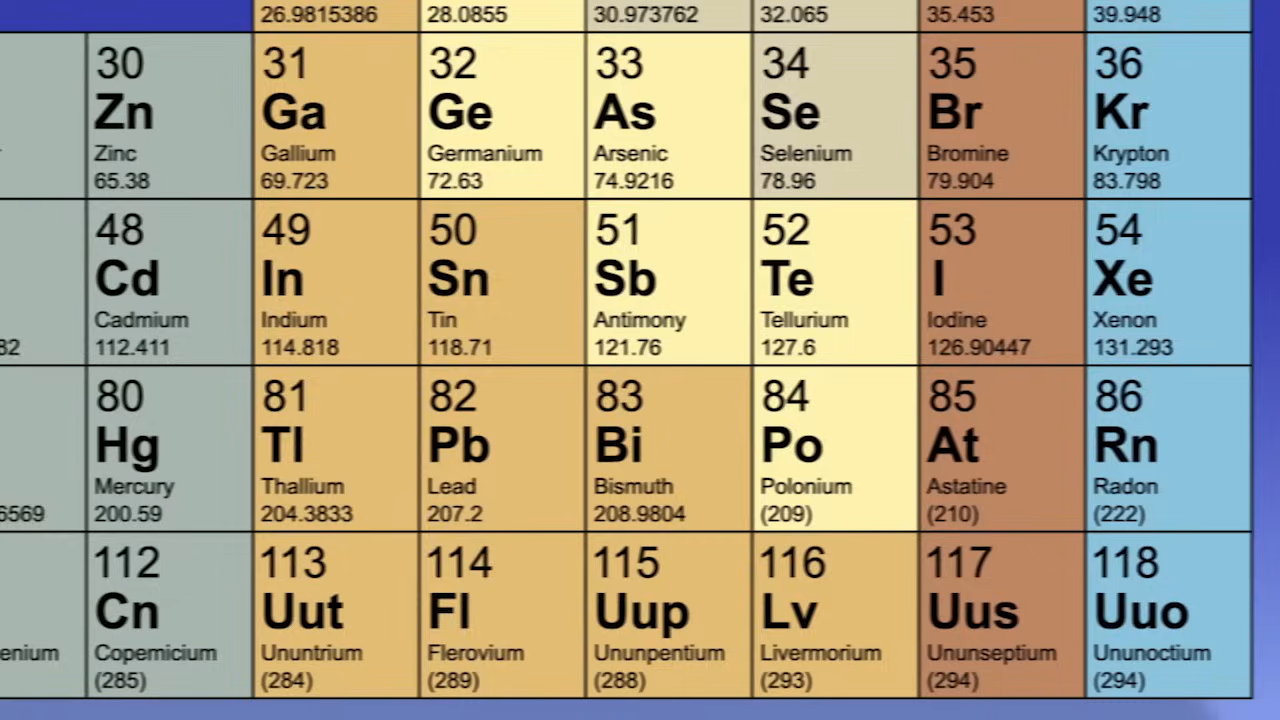 26.9815386 28.0855 30.973762 32.065 35.453 39.948
30 31 32 33 34 35 36
Zn Ga Ge As Se Br Kr
Zinc Gallium Germanium Arsenic Selenium Bromine Krypton
65.38 69.723 72.63 74.9216 78.96 79.904 83.798
48 49 50 51 52 53 54
Cd In Sn Sb Te I Xe
Cadmium Indium Tin Antimony Tellurium Iodine Xenon
82 112.411 114.818 118.71 121.76 127.6 126.90447 131.293
80 81 82 83 84 85 86
Hg Tl Pb Bi Po At Rn
Mercury Thallium Lead Bismuth Polonium Astatine Radon
6569 200.59 204.3833 207.2 208.9804 (209) (210) (222)
112 113 114 115 116 117 118
Cn Uut Fl Uup Lv Uus Uuo
enium Copernicium Ununtrium Flerovium Ununpentium Livermorium Ununseptium Ununoctium
(285) (284) (289) (288) (293) (294) (294)